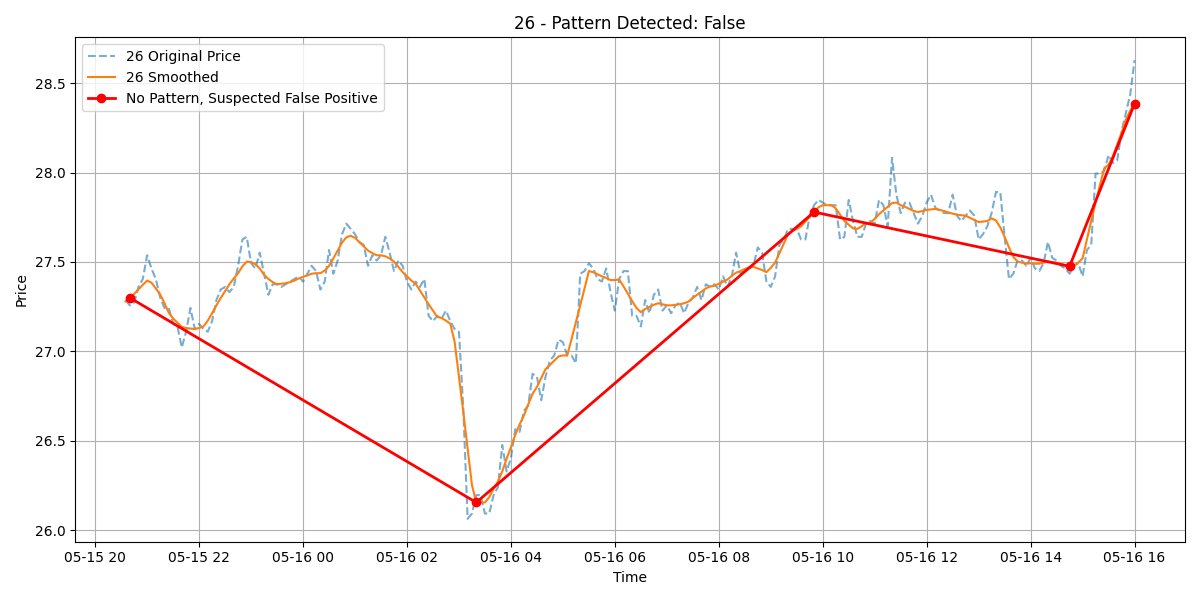 26 - Pattern Detected: False
26 Original Price
26 Smoothed
No Pattern, Suspected False Positive
Price
28.5
28.0
27.5
27.0
26.5
26.0
05-15 20 05-15 22 05-16 00 05-16 02 05-16 04 05-16 06 05-16 08 05-16 10 05-16 12 05-16 14 05-16 16
Time